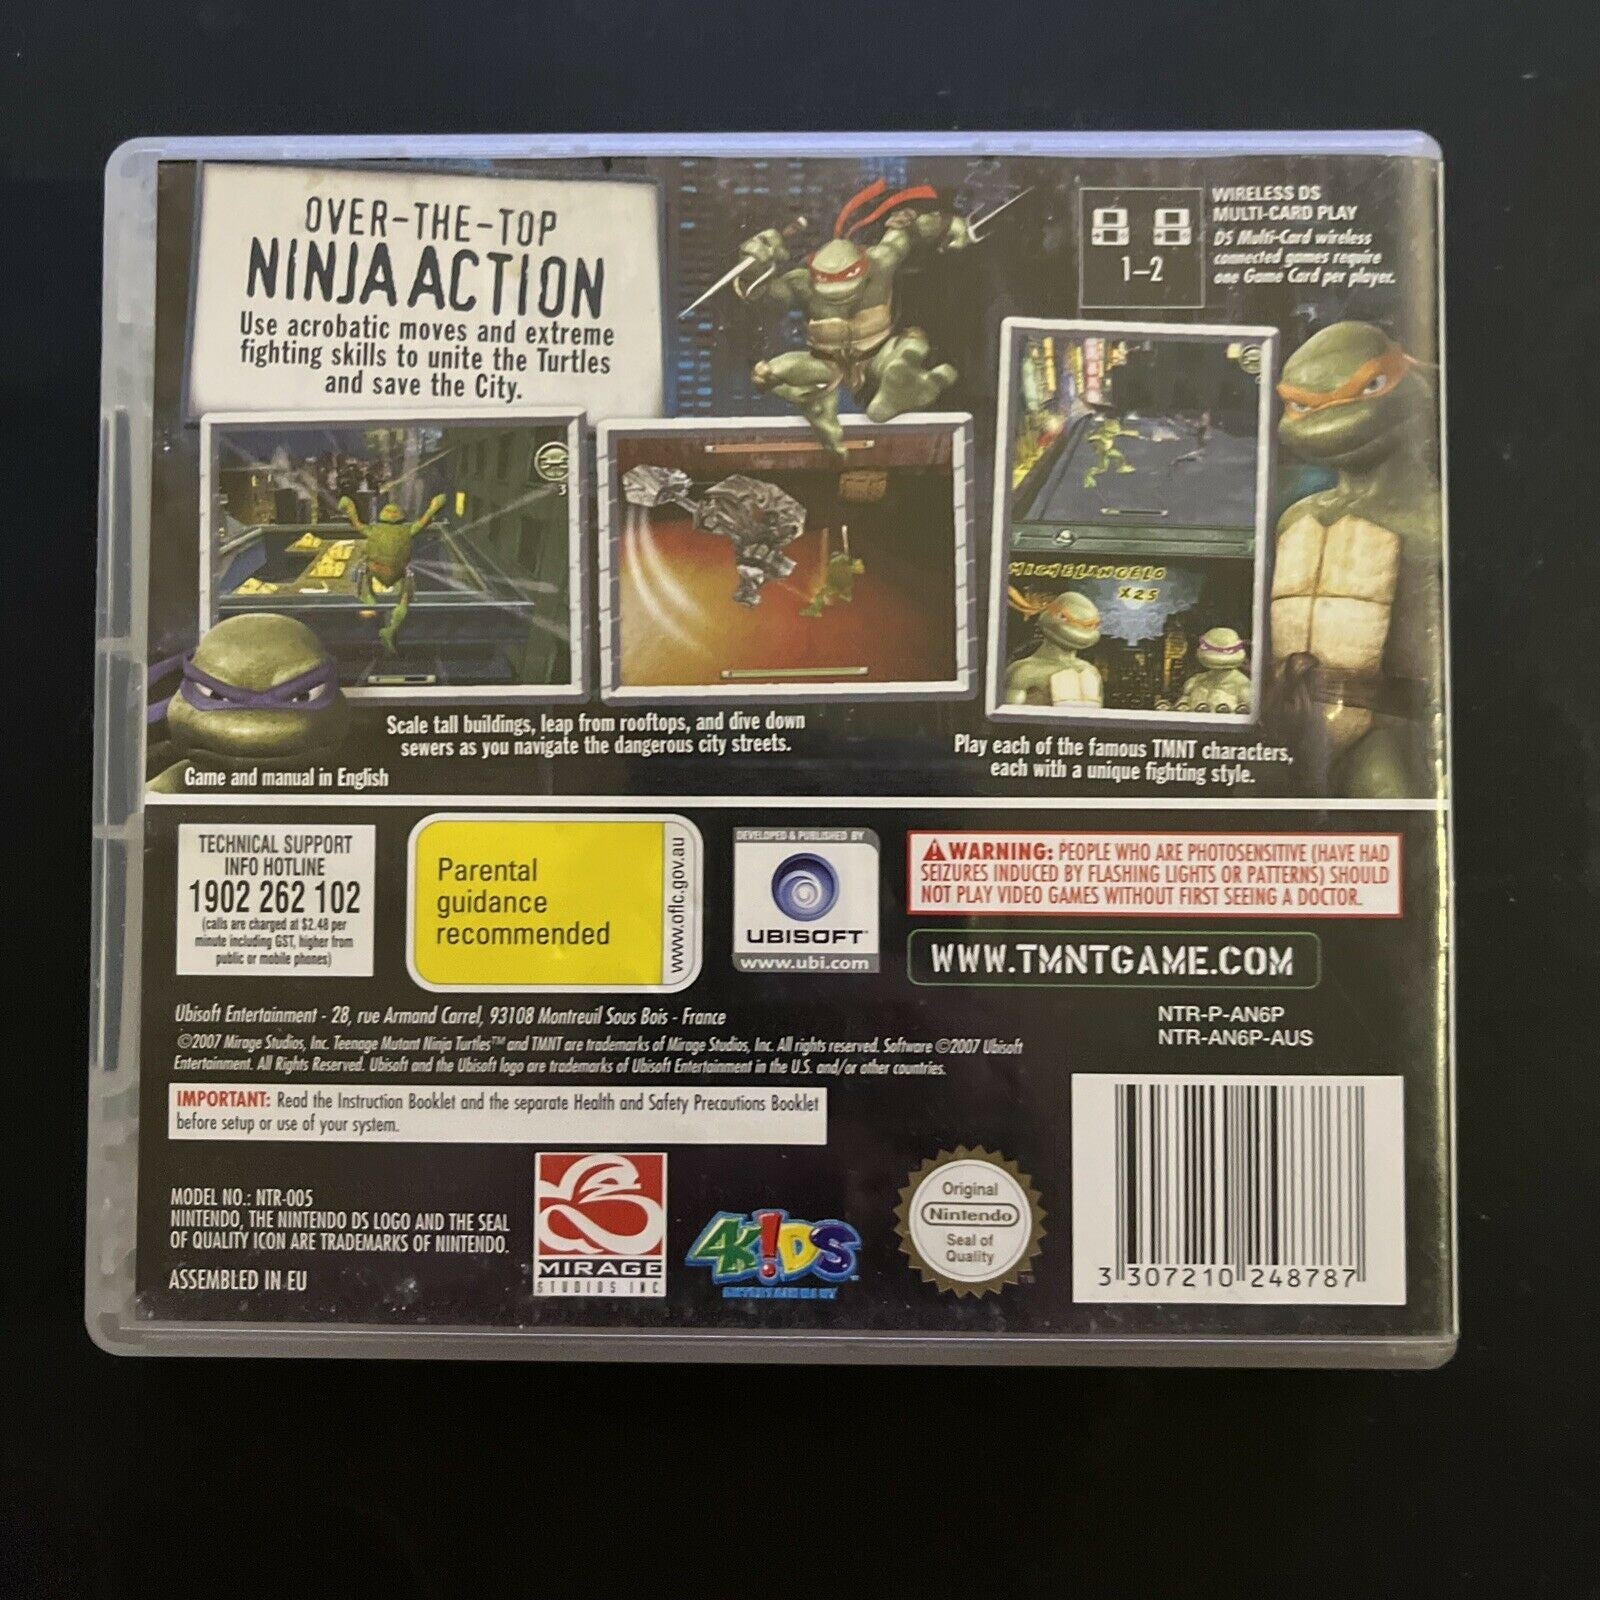 OVER-THE-TOP
NINJA ACTION
Use acrobatic moves and extreme
fighting skills to unite the Turtles
and save the City.
1-2
WIRELESS DS
MULTI-CARD PLAY
DS Multi-Card wireless
connected games require
one Game Card per player.
3
MICHELANGELO
X25
Scale tall buildings, leap from rooftops, and dive down
sewers as you navigate the dangerous city streets.
Play each of the famous TMNT characters,
each with a unique fighting style.
Game and manual in English
TECHNICAL SUPPORT
INFO HOTLINE
1902 262 102
(calls are charged at $2.48 per
minute including GST, higher from
public or mobile phones)
Parental
guidance
recommended
www.oflc.gov.au
DEVELOPED & PUBLISHED BY
UBISOFT
www.ubi.com
WARNING: PEOPLE WHO ARE PHOTOSENSITIVE (HAVE HAD
SEIZURES INDUCED BY FLASHING LIGHTS OR PATTERNS) SHOULD
NOT PLAY VIDEO GAMES WITHOUT FIRST SEEING A DOCTOR.
WWW.TMNTGAME.COM
NTR-P-AN6P
NTR-AN6P-AUS
Ubisoft Entertainment - 28, rue Armand Carrel, 93108 Montreuil Sous Bois - France
©2007 Mirage Studios, Inc. Teenage Mutant Ninja Turtles™ and TMNT are trademarks of Mirage Studios, Inc. All rights reserved. Software ©2007 Ubisoft
Entertainment. All Rights Reserved. Ubisoft and the Ubisoft logo are trademarks of Ubisoft Entertainment in the U.S. and/or other countries.
IMPORTANT: Read the Instruction Booklet and the separate Health and Safety Precautions Booklet
before setup or use of your system.
MODEL NO.: NTR-005
NINTENDO, THE NINTENDO DS LOGO AND THE SEAL
OF QUALITY ICON ARE TRADEMARKS OF NINTENDO.
ASSEMBLED IN EU
MIRAGE
STUDIOS INC.
4K!DS
ENTERTAINMENT
Original
Nintendo
Seal of
Quality
3 307210 248787